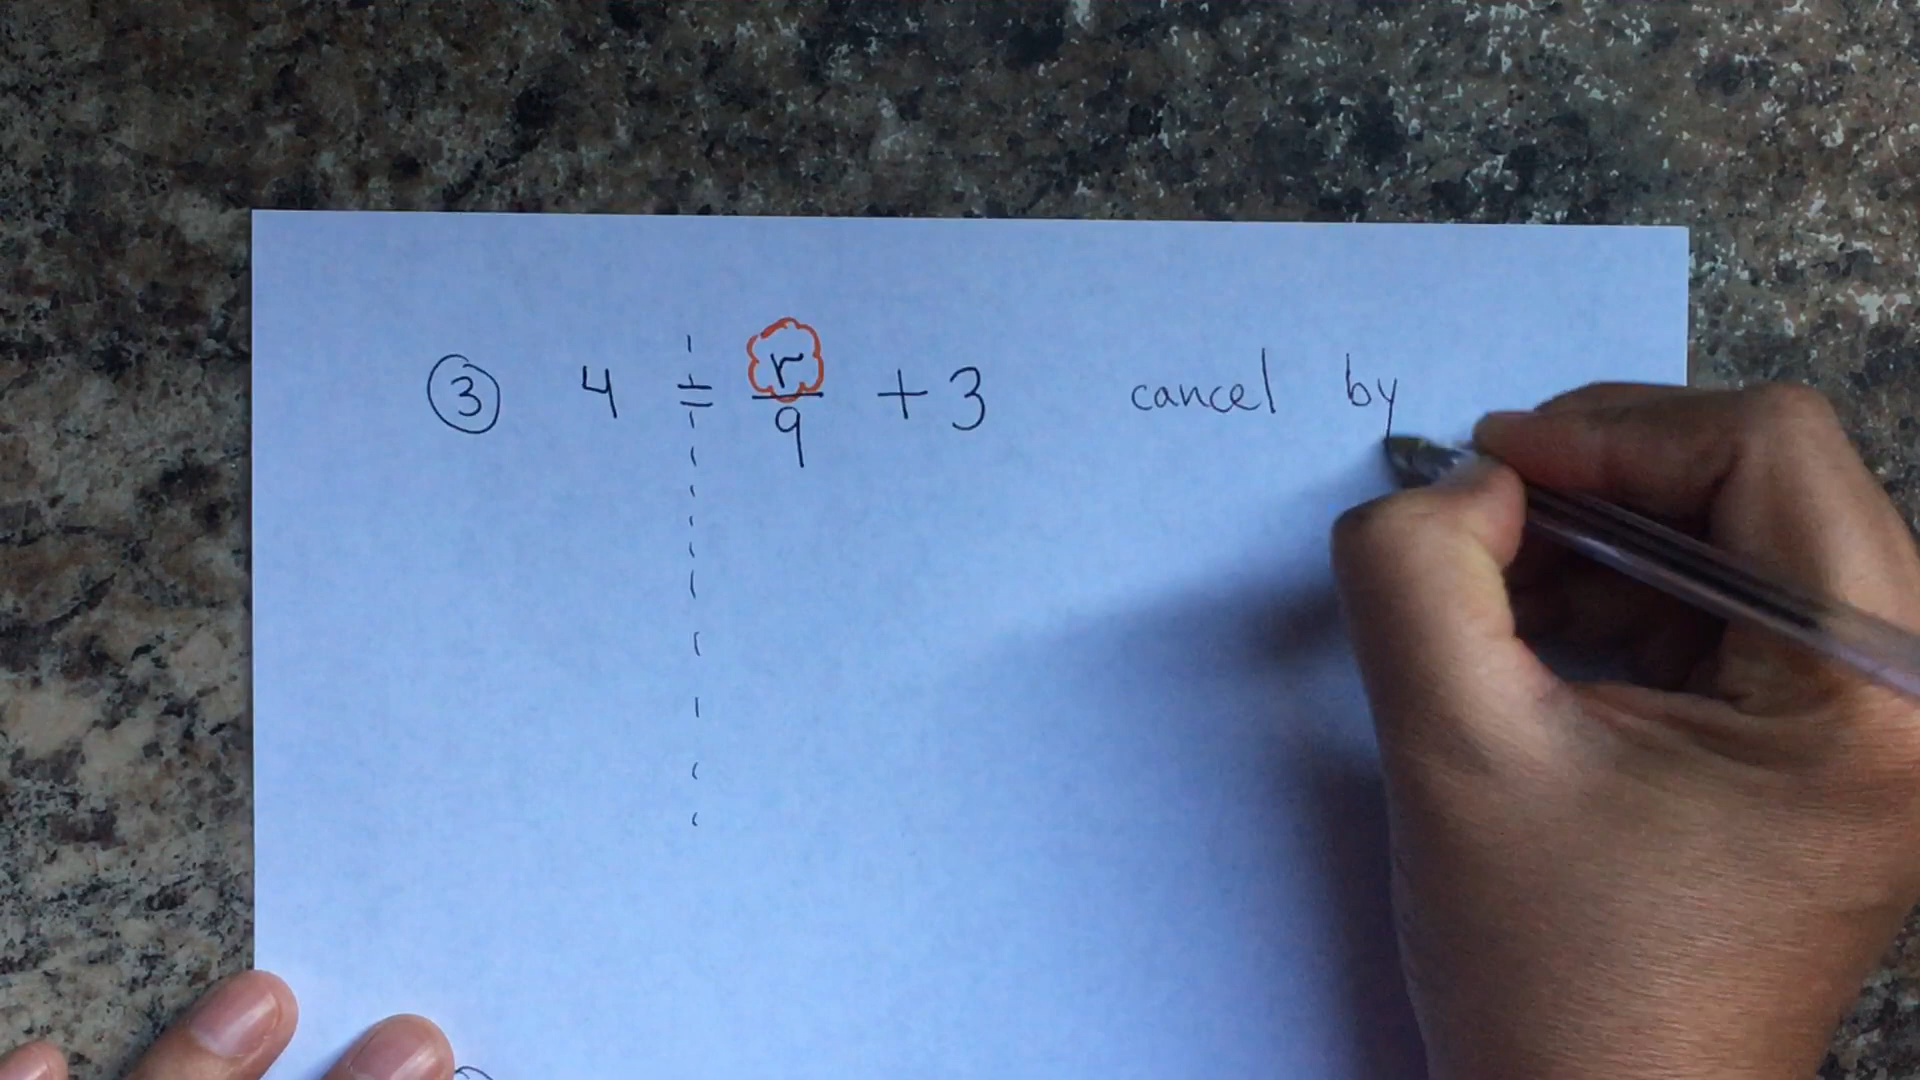 ③ 4 = r/9 + 3 cancel by